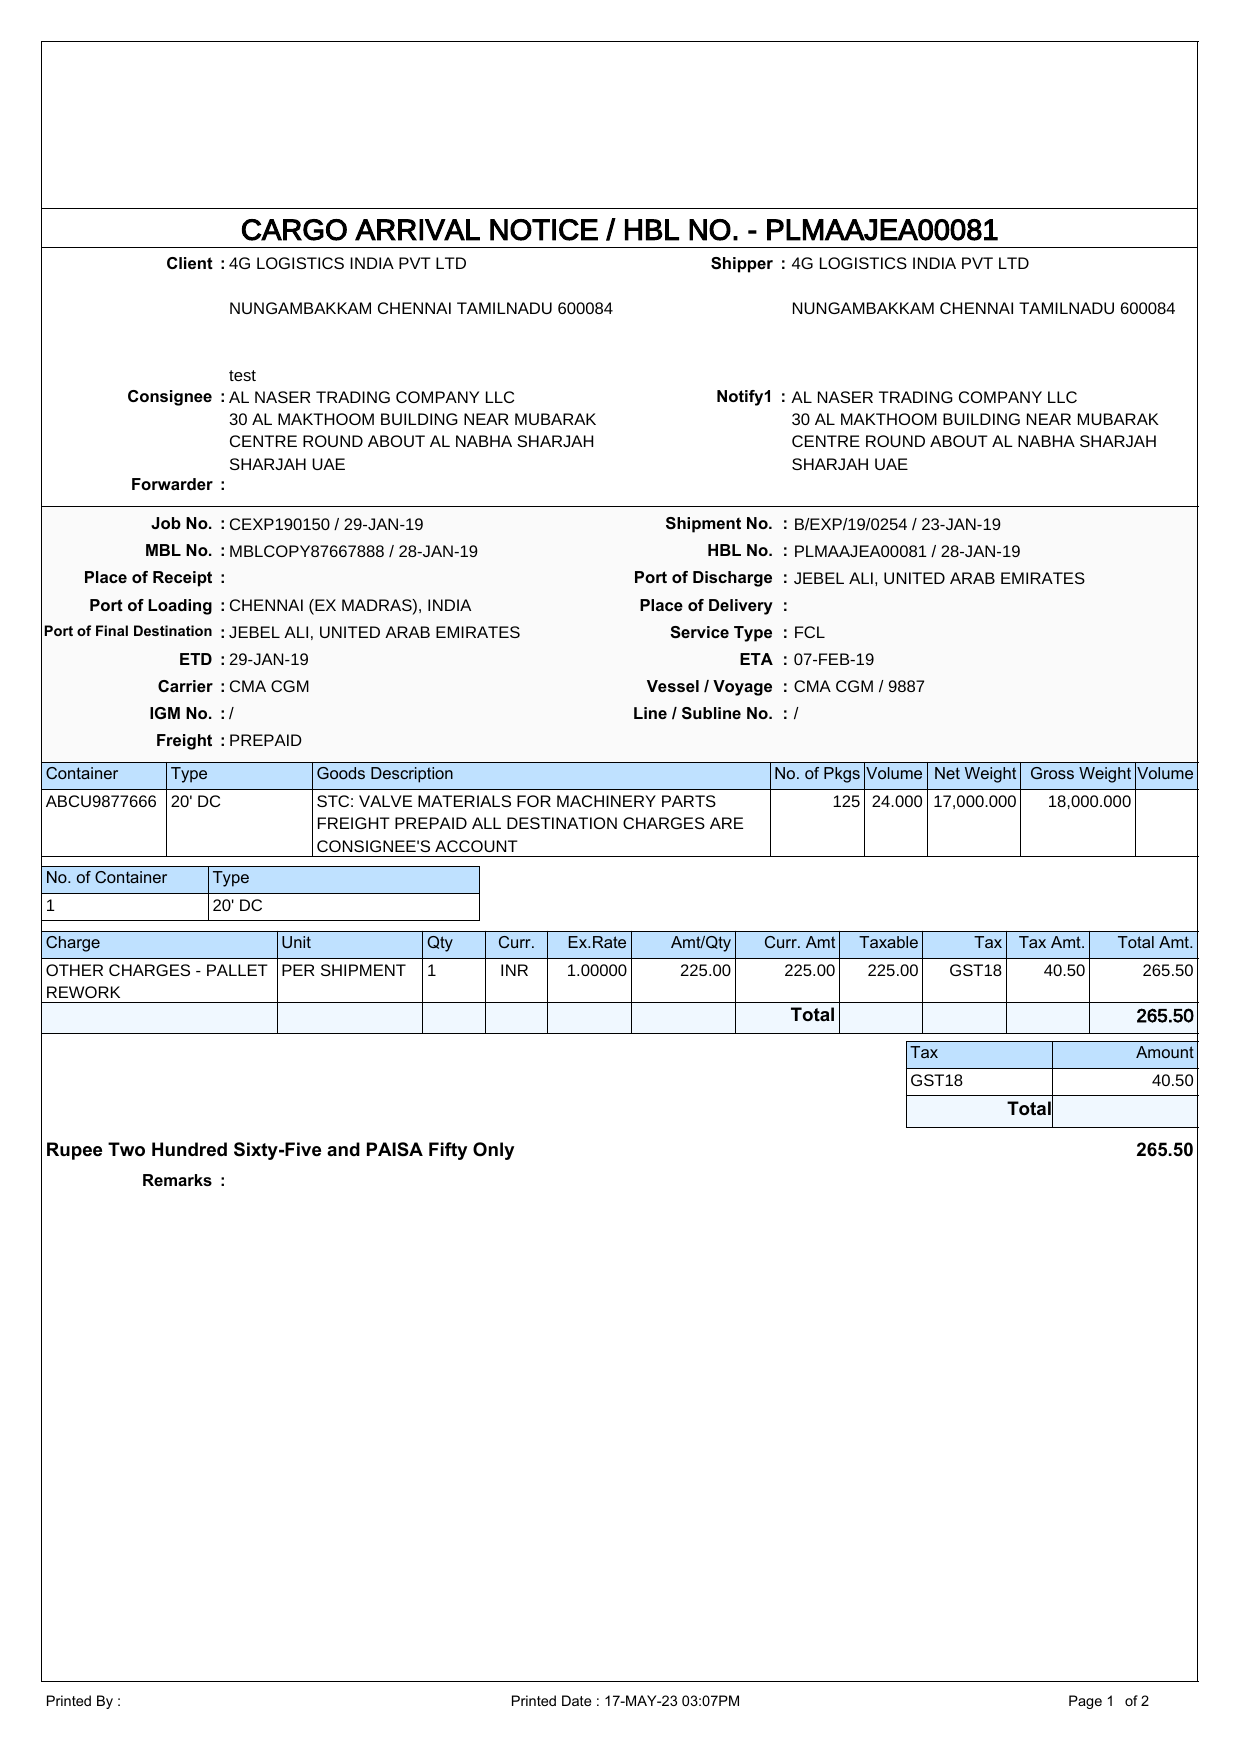 CARGO ARRIVAL NOTICE / HBL NO. - PLMAAJEA00081
Client : 4G LOGISTICS INDIA PVT LTD
NUNGAMBAKKAM CHENNAI TAMILNADU 600084
test
Shipper : 4G LOGISTICS INDIA PVT LTD
NUNGAMBAKKAM CHENNAI TAMILNADU 600084
Consignee : AL NASER TRADING COMPANY LLC
30 AL MAKTHOOM BUILDING NEAR MUBARAK
CENTRE ROUND ABOUT AL NABHA SHARJAH
SHARJAH UAE
Notify1 : AL NASER TRADING COMPANY LLC
30 AL MAKTHOOM BUILDING NEAR MUBARAK
CENTRE ROUND ABOUT AL NABHA SHARJAH
SHARJAH UAE
Forwarder :
Job No. : CEXP190150 / 29-JAN-19 Shipment No. : B/EXP/19/0254 / 23-JAN-19
MBL No. : MBLCOPY87667888 / 28-JAN-19 HBL No. : PLMAAJEA00081 / 28-JAN-19
Place of Receipt : Port of Discharge : JEBEL ALI, UNITED ARAB EMIRATES
Port of Loading : CHENNAI (EX MADRAS), INDIA Place of Delivery :
Port of Final Destination : JEBEL ALI, UNITED ARAB EMIRATES Service Type : FCL
ETD : 29-JAN-19 ETA : 07-FEB-19
Carrier : CMA CGM Vessel / Voyage : CMA CGM / 9887
IGM No. : / Line / Subline No. : /
Freight : PREPAID
Container Type Goods Description No. of Pkgs Volume Net Weight Gross Weight Volume
ABCU9877666 20' DC STC: VALVE MATERIALS FOR MACHINERY PARTS 125 24.000 17,000.000 18,000.000
FREIGHT PREPAID ALL DESTINATION CHARGES ARE
CONSIGNEE'S ACCOUNT
No. of Container Type
1 20' DC
Charge Unit Qty Curr. Ex.Rate Amt/Qty Curr. Amt Taxable Tax Tax Amt. Total Amt.
OTHER CHARGES - PALLET PER SHIPMENT 1 INR 1.00000 225.00 225.00 225.00 GST18 40.50 265.50
REWORK
Total 265.50
Tax Amount
GST18 40.50
Total
Rupee Two Hundred Sixty-Five and PAISA Fifty Only 265.50
Remarks :
Printed By : Printed Date : 17-MAY-23 03:07PM Page 1 of 2